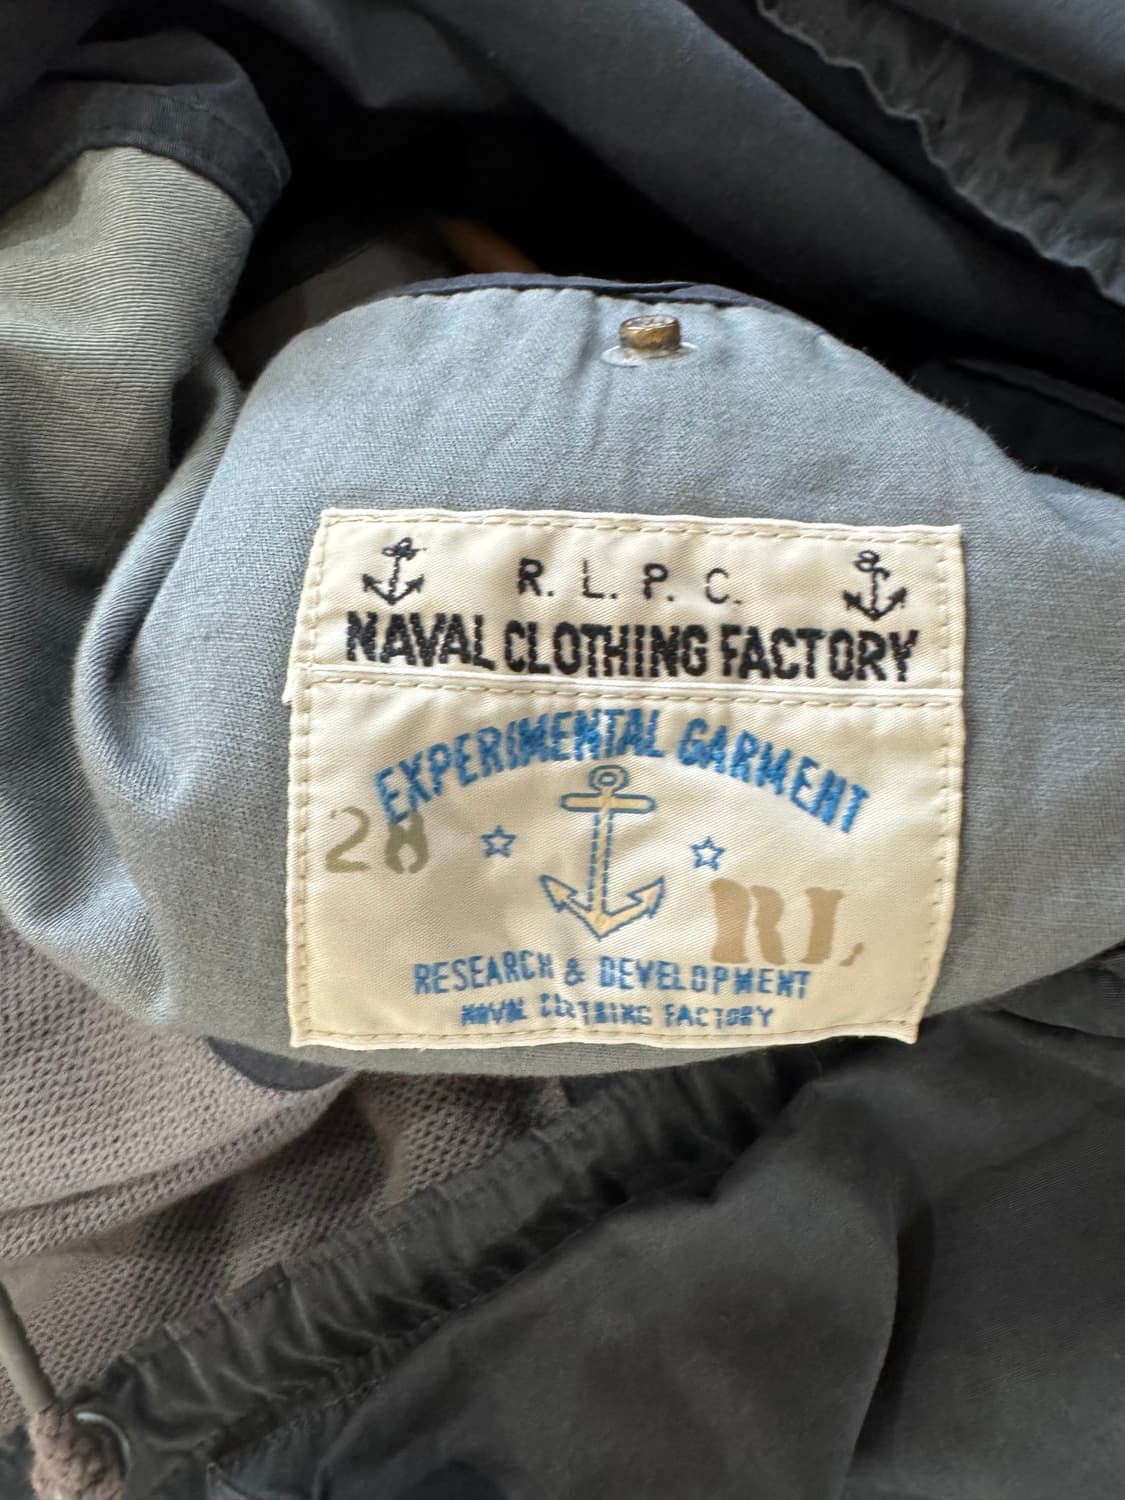 R. L. P. C.
NAVAL CLOTHING FACTORY
EXPERIMENTAL GARMENT
28
RL
RESEARCH & DEVELOPMENT
NAVAL CLOTHING FACTORY